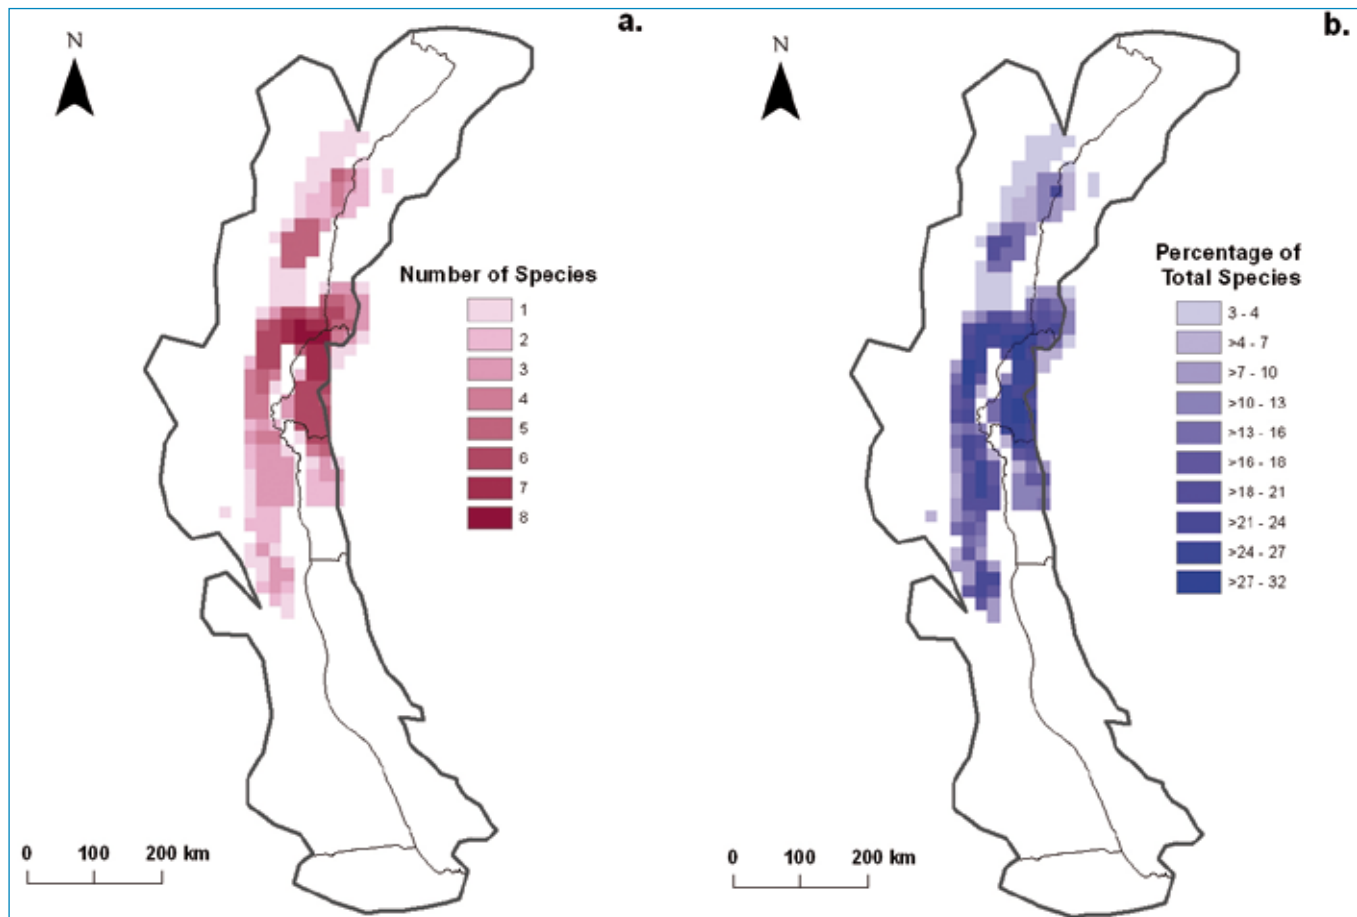 a.
N
Number of Species
1
2
3
4
5
6
7
8
0 100 200 km
b.
N
Percentage of
Total Species
3 - 4
>4 - 7
>7 - 10
>10 - 13
>13 - 16
>16 - 18
>18 - 21
>21 - 24
>24 - 27
>27 - 32
0 100 200 km